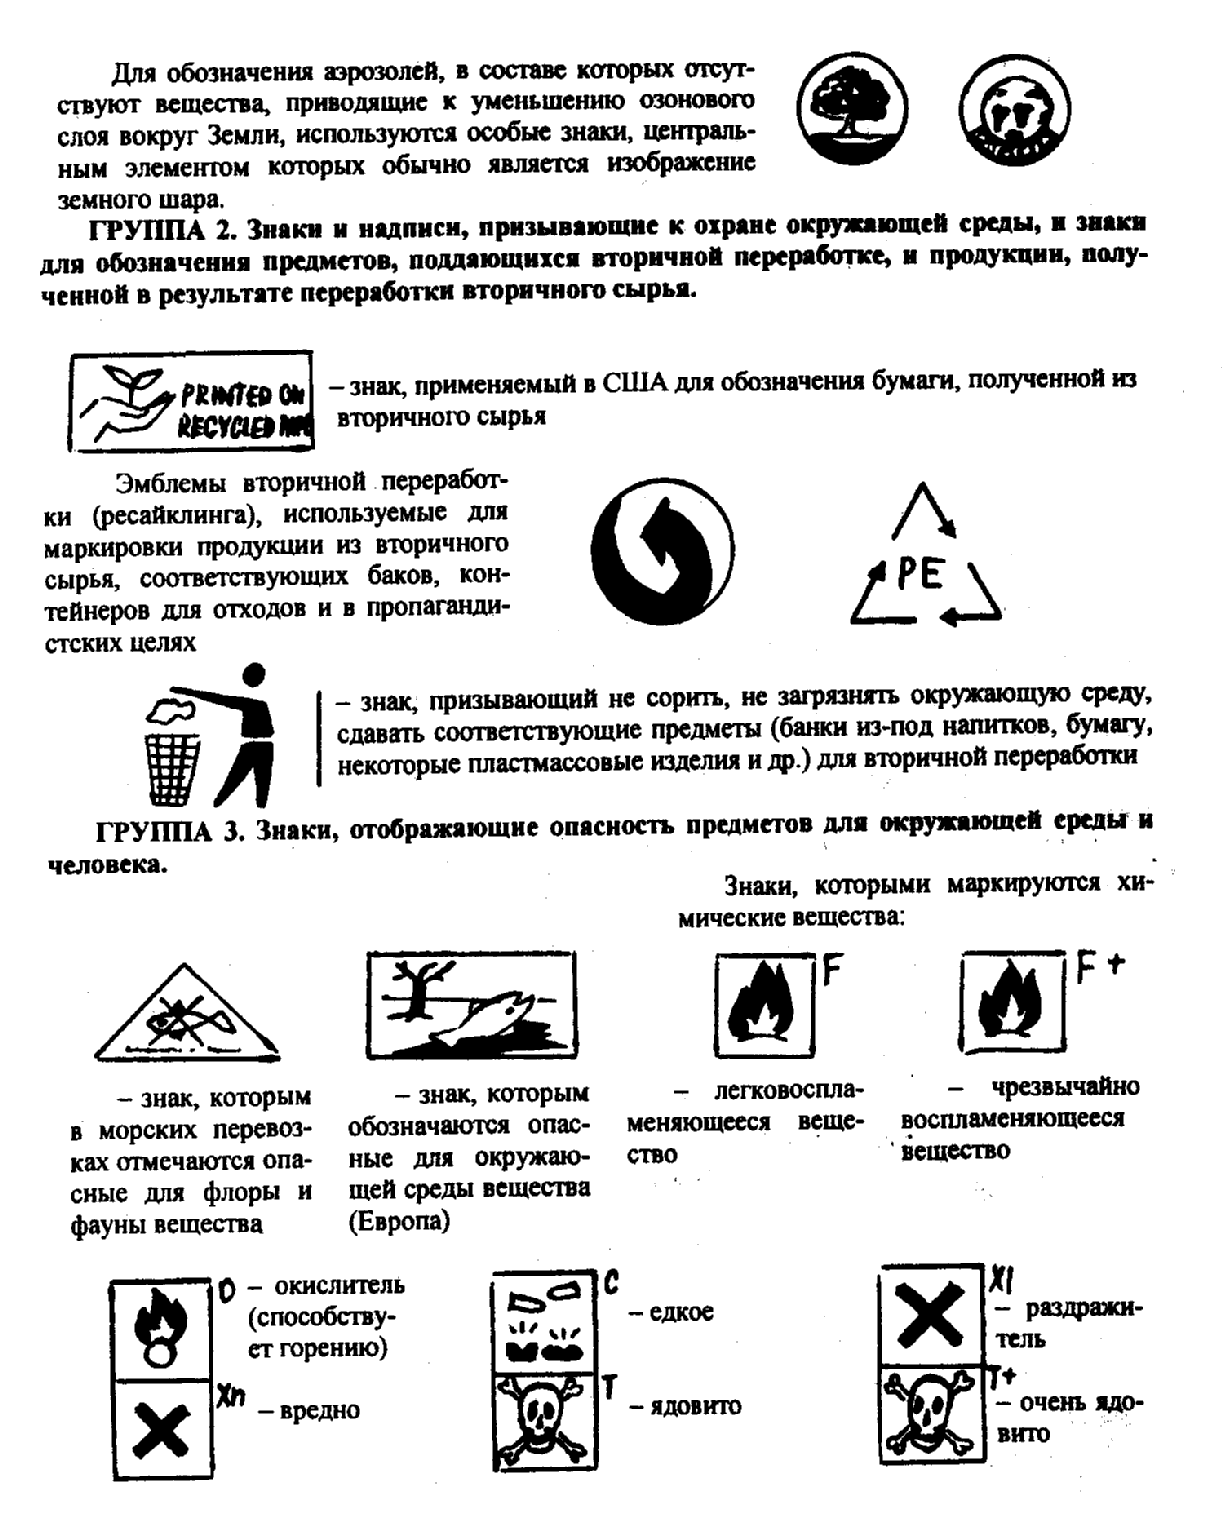 Для обозначения аэрозолей, в составе которых отсут-
ствуют вещества, приводящие к уменьшению озонового
слоя вокруг Земли, используются особые знаки, централь-
ным элементом которых обычно является изображение
земного шара.
ГРУППА 2. Знаки и надписи, призывающие к охране окружающей среды, и знаки
для обозначения предметов, поддающихся вторичной переработке, и продукции, полу-
ченной в результате переработки вторичного сырья.
PRINTED ON
RECYCLED
– знак, применяемый в США для обозначения бумаги, полученной из
вторичного сырья
Эмблемы вторичной переработ-
ки (ресайклинга), используемые для
маркировки продукции из вторичного
сырья, соответствующих баков, кон-
тейнеров для отходов и в пропаганди-
стских целях
PE
– знак, призывающий не сорить, не загрязнять окружающую среду,
сдавать соответствующие предметы (банки из-под напитков, бумагу,
некоторые пластмассовые изделия и др.) для вторичной переработки
ГРУППА 3. Знаки, отображающие опасность предметов для окружающей среды и
человека.
Знаки, которыми маркируются хи-
мические вещества:
F
F +
– знак, которым
в морских перевоз-
ках отмечаются опа-
сные для флоры и
фауны вещества
– знак, которым
обозначаются опас-
ные для окружаю-
щей среды вещества
(Европа)
– легковоспла-
меняющееся веще-
ство
– чрезвычайно
воспламеняющееся
вещество
O
– окислитель
(способству-
ет горению)
Xn
– вредно
C
– едкое
T
– ядовито
XI
– раздражи-
тель
T+
– очень ядо-
вито